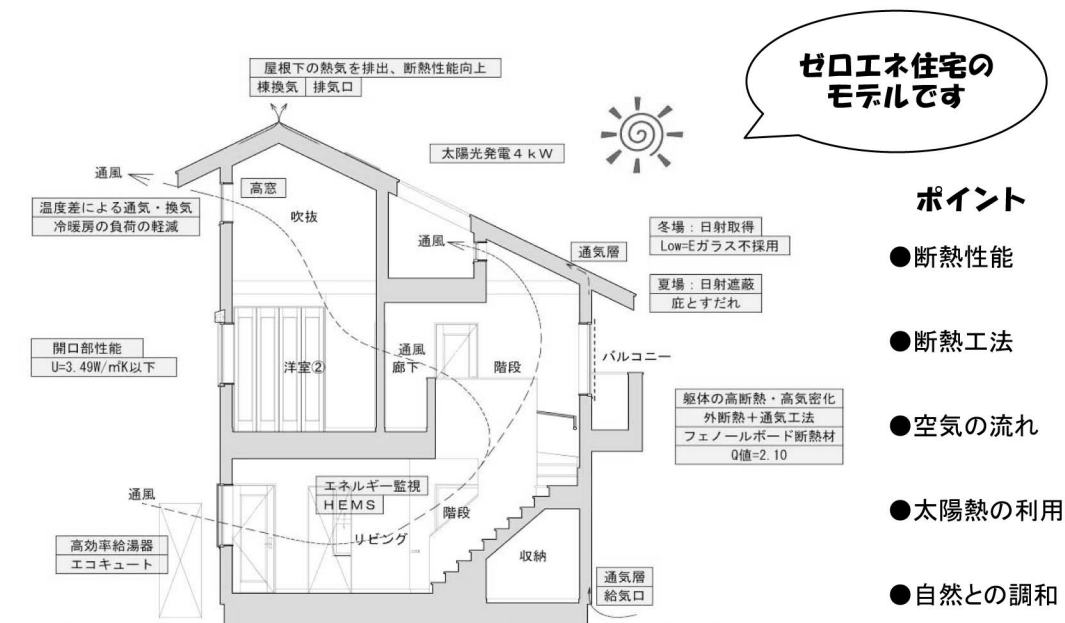 ゼロエネ住宅の
モデルです
屋根下の熱気を排出、断熱性能向上
棟換気
排気口
太陽光発電4kW
通風
高窓
吹抜
温度差による通気・換気
冷暖房の負荷の軽減
通風
通気層
冬場:日射取得
Low=Eガラス不採用
夏場:日射遮蔽
庇とすだれ
開口部性能
U=3.49W/㎡K以下
洋室②
通風
廊下
階段
バルコニー
躯体の高断熱・高気密化
外断熱+通気工法
フェノールボード断熱材
Q値=2.10
エネルギー監視
HEMS
通風
階段
リビング
収納
高効率給湯器
エコキュート
通気層
給気口
ポイント
●断熱性能
●断熱工法
●空気の流れ
●太陽熱の利用
●自然との調和